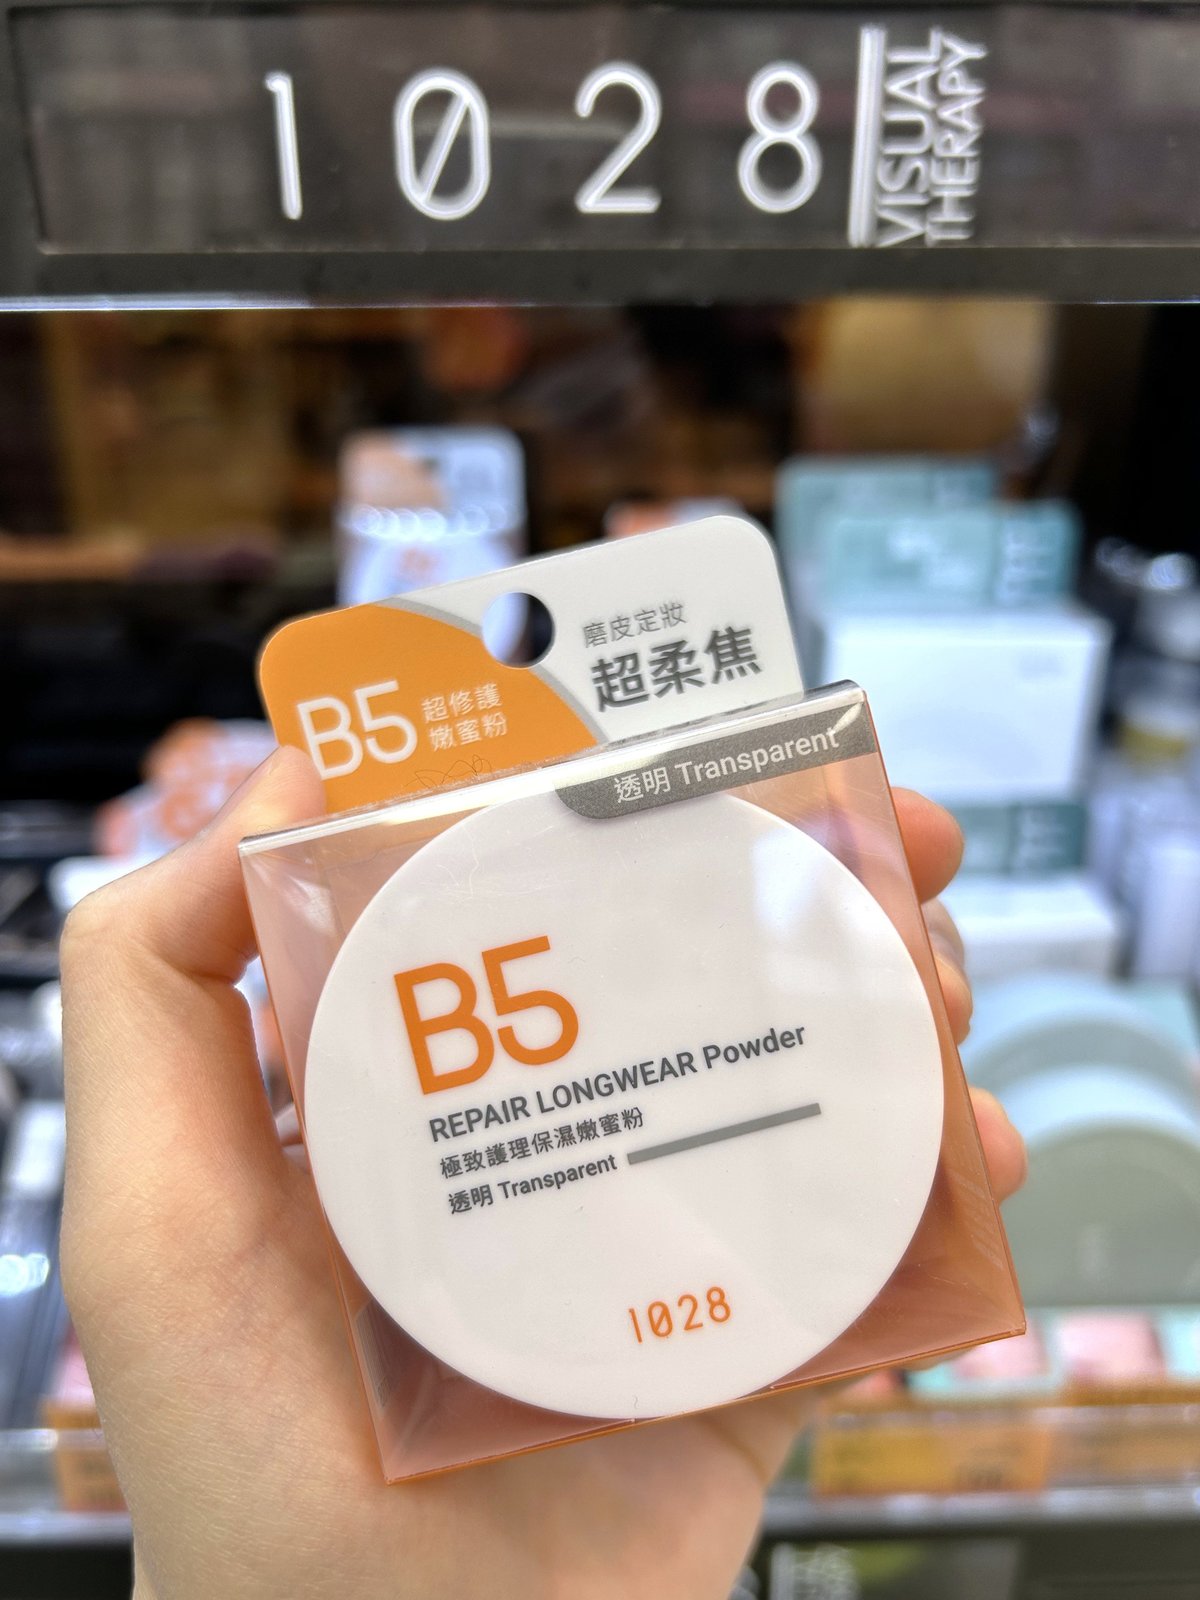 1028
VISUAL
THERAPY
磨皮定妝
超柔焦
B5
超修護
嫩蜜粉
透明 Transparent
B5
REPAIR LONGWEAR Powder
極致護理保濕嫩蜜粉
透明 Transparent
1028